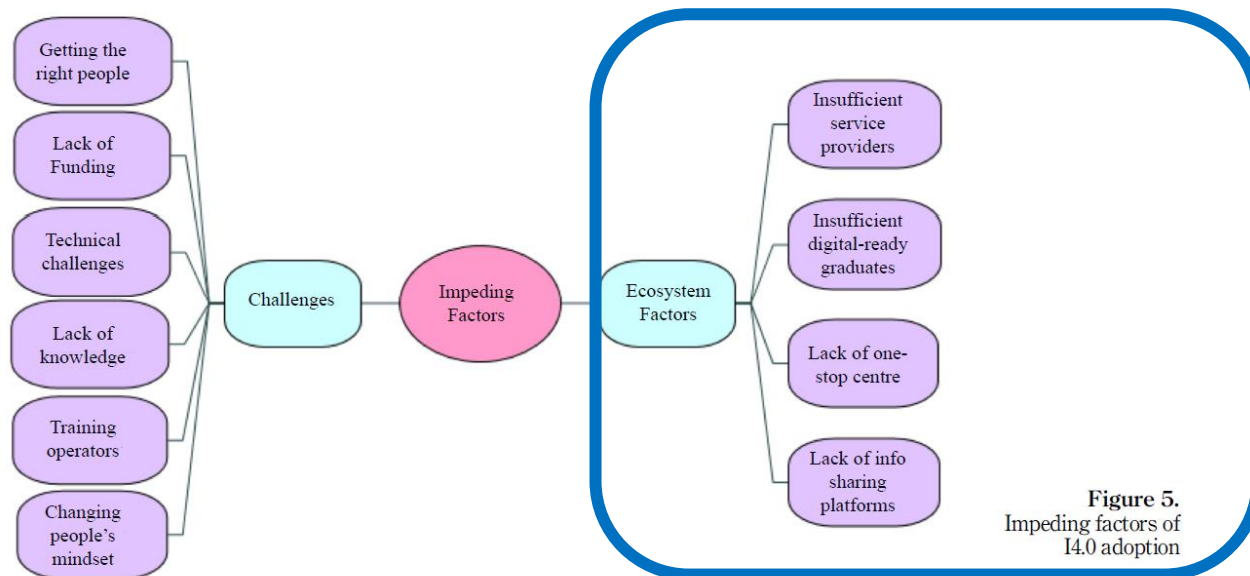 Getting the
right people
Lack of
Funding
Technical
challenges
Lack of
knowledge
Training
operators
Changing
people's
mindset
Challenges
Impeding
Factors
Ecosystem
Factors
Insufficient
service
providers
Insufficient
digital-ready
graduates
Lack of one-
stop centre
Lack of info
sharing
platforms
Figure 5.
Impeding factors of
I4.0 adoption